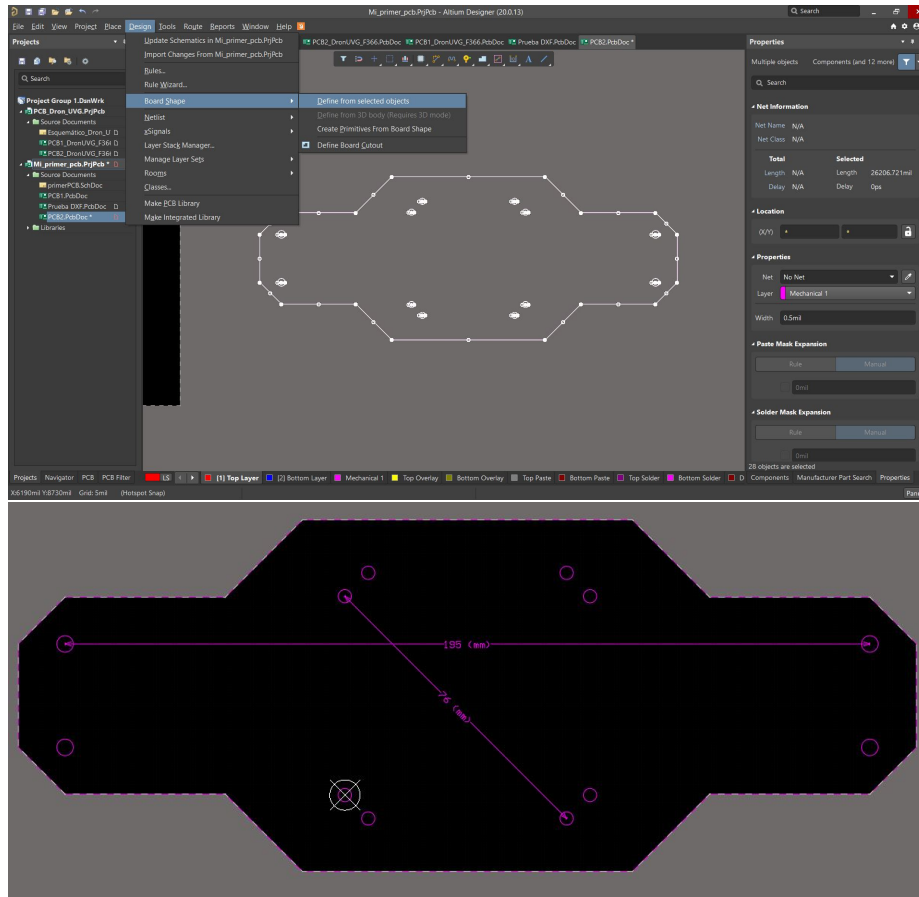 Mi_primer_pcb.PrjPcb - Altium Designer (20.0.13)
Search
File Edit View Project Place Design Tools Route Reports Window Help
Projects
Search
Project Group 1.DsnWrk
PCB_Dron_UVG.PrjPcb
Source Documents
Esquemático_Dron_U
PCB1_DronUVG_F36(
PCB2_DronUVG_F36(
Mi_primer_pcb.PrjPcb *
Source Documents
primerPCB.SchDoc
PCB1.PcbDoc
Prueba DXF.PcbDoc
PCB2.PcbDoc *
Libraries
Update Schematics in Mi_primer_pcb.PrjPcb
Import Changes From Mi_primer_pcb.PrjPcb
Rules...
Rule Wizard...
Board Shape
Netlist
xSignals
Layer Stack Manager...
Manage Layer Sets
Rooms
Classes...
Make PCB Library
Make Integrated Library
Define from selected objects
Define from 3D body (Requires 3D mode)
Create Primitives From Board Shape
Define Board Cutout
PCB2_DronUVG_F366.PcbDoc PCB1_DronUVG_F366.PcbDoc Prueba DXF.PcbDoc PCB2.PcbDoc *
Properties
Multiple objects Components (and 12 more)
Search
Net Information
Net Name N/A
Net Class N/A
Total Selected
Length N/A Length 26206.721mil
Delay N/A Delay 0ps
Location
(X/Y) * *
Properties
Net No Net
Layer Mechanical 1
Width 0.5mil
Paste Mask Expansion
Rule Manual
0mil
Solder Mask Expansion
Rule Manual
0mil
28 objects are selected
Projects Navigator PCB PCB Filter
LS [1] Top Layer [2] Bottom Layer Mechanical 1 Top Overlay Bottom Overlay Top Paste Bottom Paste Top Solder Bottom Solder D
Components Manufacturer Part Search Properties
X:6190mil Y:8730mil Grid: 5mil (Hotspot Snap)
Pan
195 (mm)
76 (mm)